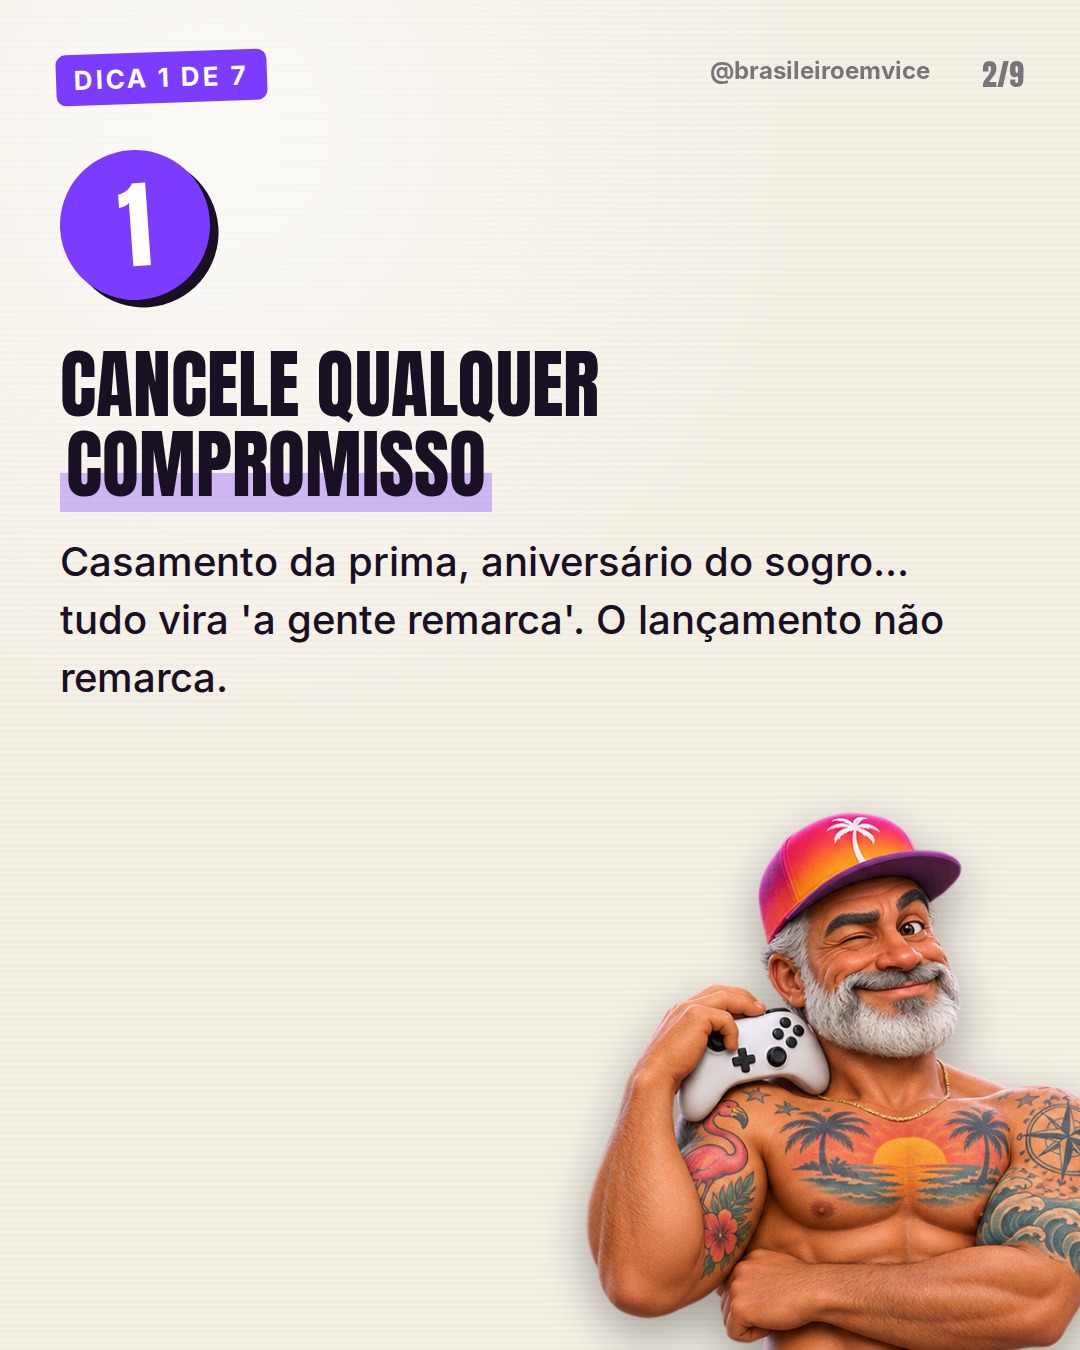 DICA 1 DE 7
@brasileiroemvice
2/9
1
CANCELE QUALQUER
COMPROMISSO
Casamento da prima, aniversário do sogro...
tudo vira 'a gente remarca'. O lançamento não
remarca.